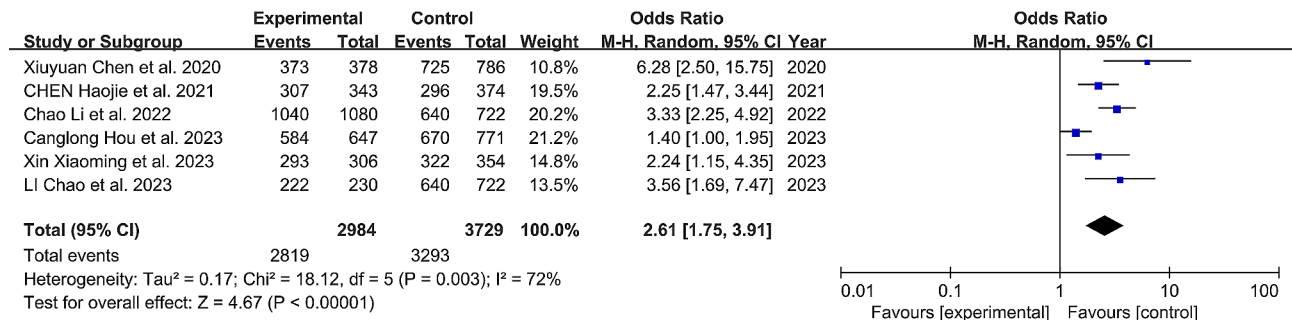 Experimental Control Odds Ratio Odds Ratio
Study or Subgroup Events Total Events Total Weight M-H, Random, 95% CI Year M-H, Random, 95% CI
Xiuyuan Chen et al. 2020 373 378 725 786 10.8% 6.28 [2.50, 15.75] 2020
CHEN Haojie et al. 2021 307 343 296 374 19.5% 2.25 [1.47, 3.44] 2021
Chao Li et al. 2022 1040 1080 640 722 20.2% 3.33 [2.25, 4.92] 2022
Canglong Hou et al. 2023 584 647 670 771 21.2% 1.40 [1.00, 1.95] 2023
Xin Xiaoming et al. 2023 293 306 322 354 14.8% 2.24 [1.15, 4.35] 2023
LI Chao et al. 2023 222 230 640 722 13.5% 3.56 [1.69, 7.47] 2023
Total (95% CI) 2984 3729 100.0% 2.61 [1.75, 3.91]
Total events 2819 3293
Heterogeneity: Tau² = 0.17; Chi² = 18.12, df = 5 (P = 0.003); I² = 72%
Test for overall effect: Z = 4.67 (P < 0.00001)
0.01 0.1 1 10 100
Favours [experimental] Favours [control]